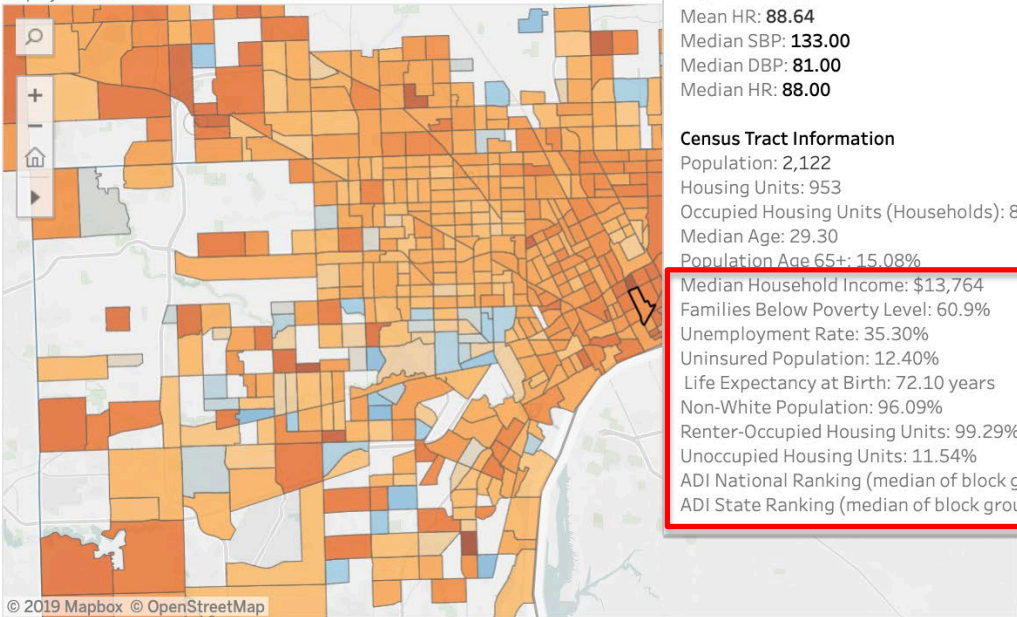 Mean HR: 88.64
Median SBP: 133.00
Median DBP: 81.00
Median HR: 88.00
Census Tract Information
Population: 2,122
Housing Units: 953
Occupied Housing Units (Households): 8
Median Age: 29.30
Population Age 65+: 15.08%
Median Household Income: $13,764
Families Below Poverty Level: 60.9%
Unemployment Rate: 35.30%
Uninsured Population: 12.40%
Life Expectancy at Birth: 72.10 years
Non-White Population: 96.09%
Renter-Occupied Housing Units: 99.29%
Unoccupied Housing Units: 11.54%
ADI National Ranking (median of block g
ADI State Ranking (median of block grou
© 2019 Mapbox © OpenStreetMap